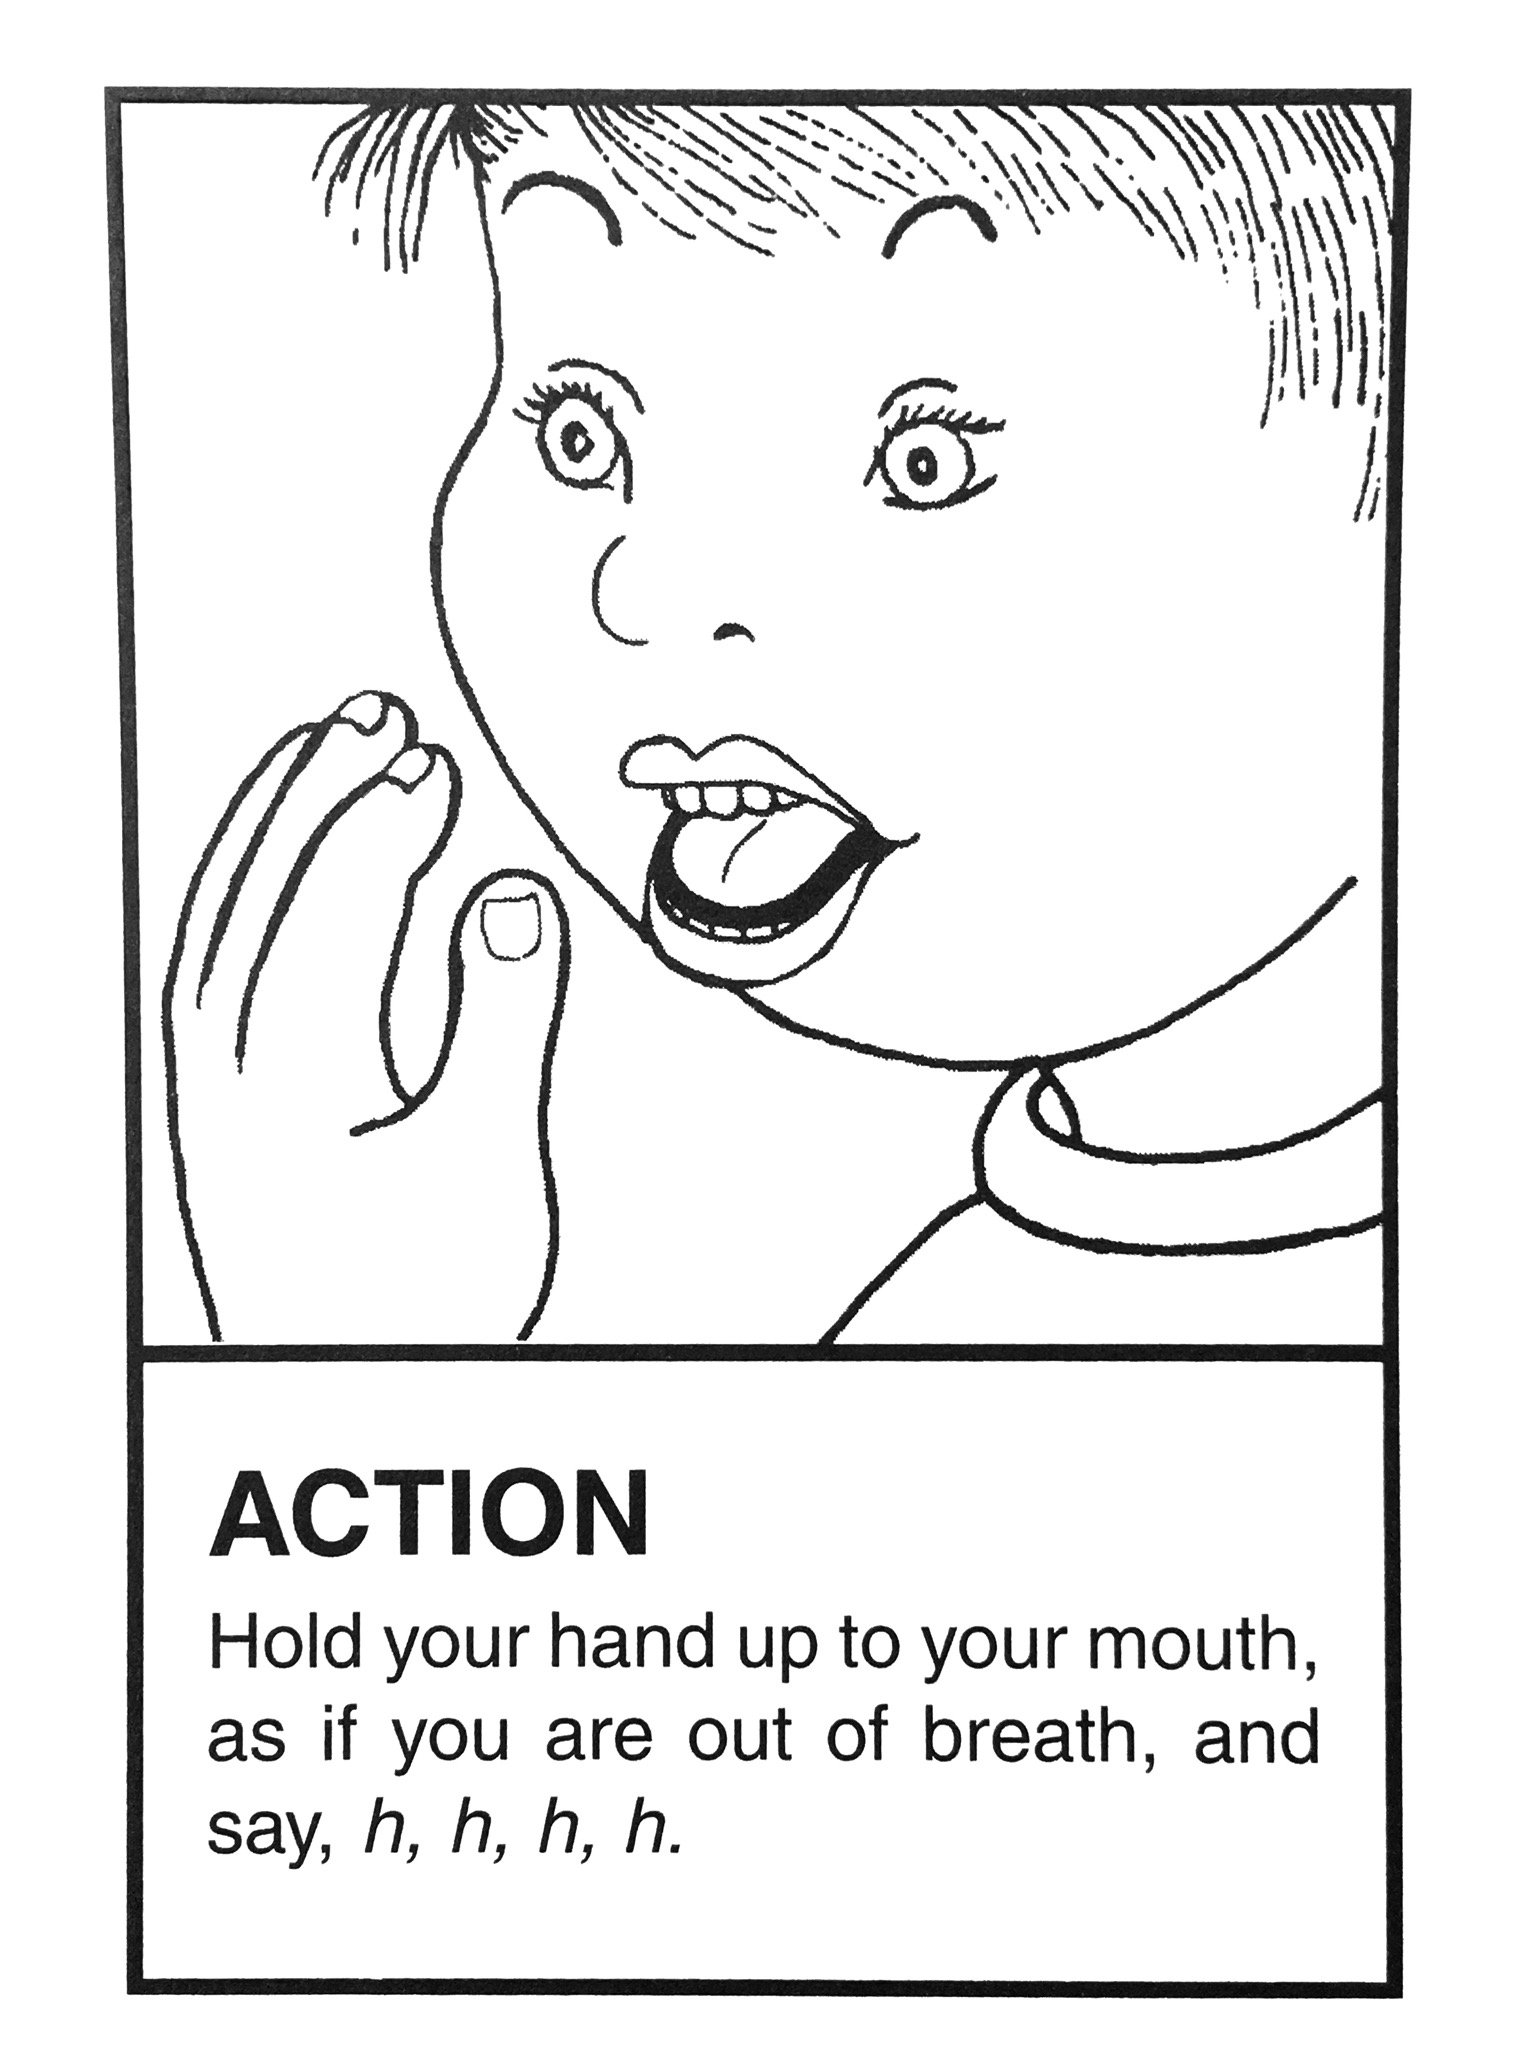 ACTION
Hold your hand up to your mouth,
as if you are out of breath, and
say, h, h, h, h.